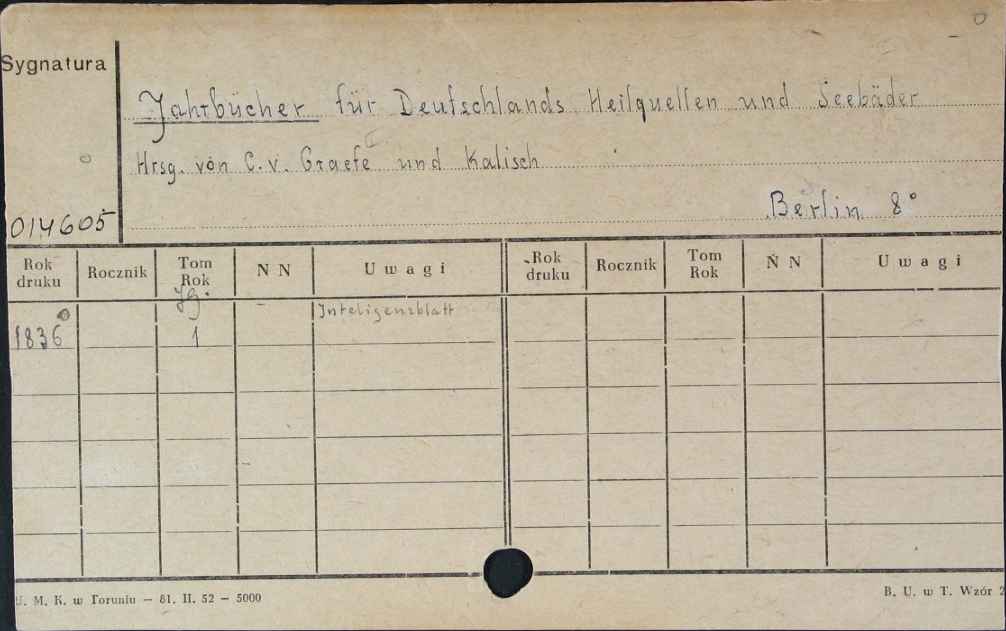 Sygnatura
Jahrbücher für Deutschlands Heilquellen und Seebäder
Hrsg. von C. v. Graefe und Kalisch
014605
Berlin 8°
Rok druku Rocznik Tom Rok N N Uwagi Rok druku Rocznik Tom Rok N N Uwagi
Jg. Inteligenzblatt
1836 1
U. M. K. w Toruniu – 81. II. 52 – 5000
B. U. w T. Wzór 2